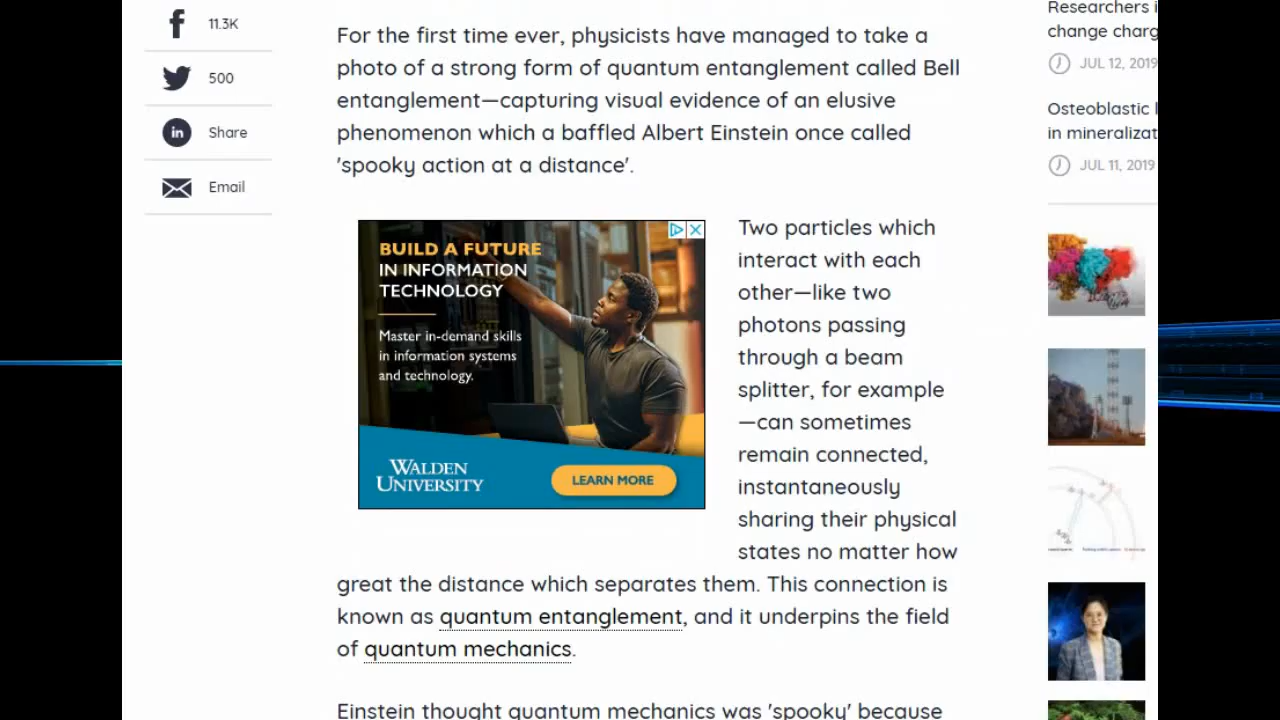 11.3K
500
Share
Email
For the first time ever, physicists have managed to take a
photo of a strong form of quantum entanglement called Bell
entanglement—capturing visual evidence of an elusive
phenomenon which a baffled Albert Einstein once called
'spooky action at a distance'.
BUILD A FUTURE
IN INFORMATION
TECHNOLOGY
Master in-demand skills
in information systems
and technology.
WALDEN
UNIVERSITY
LEARN MORE
Two particles which
interact with each
other—like two
photons passing
through a beam
splitter, for example
—can sometimes
remain connected,
instantaneously
sharing their physical
states no matter how
great the distance which separates them. This connection is
known as quantum entanglement, and it underpins the field
of quantum mechanics.
Einstein thought quantum mechanics was 'spooky' because
Researchers i
change charg
JUL 12, 2019
Osteoblastic l
in mineralizat
JUL 11, 2019